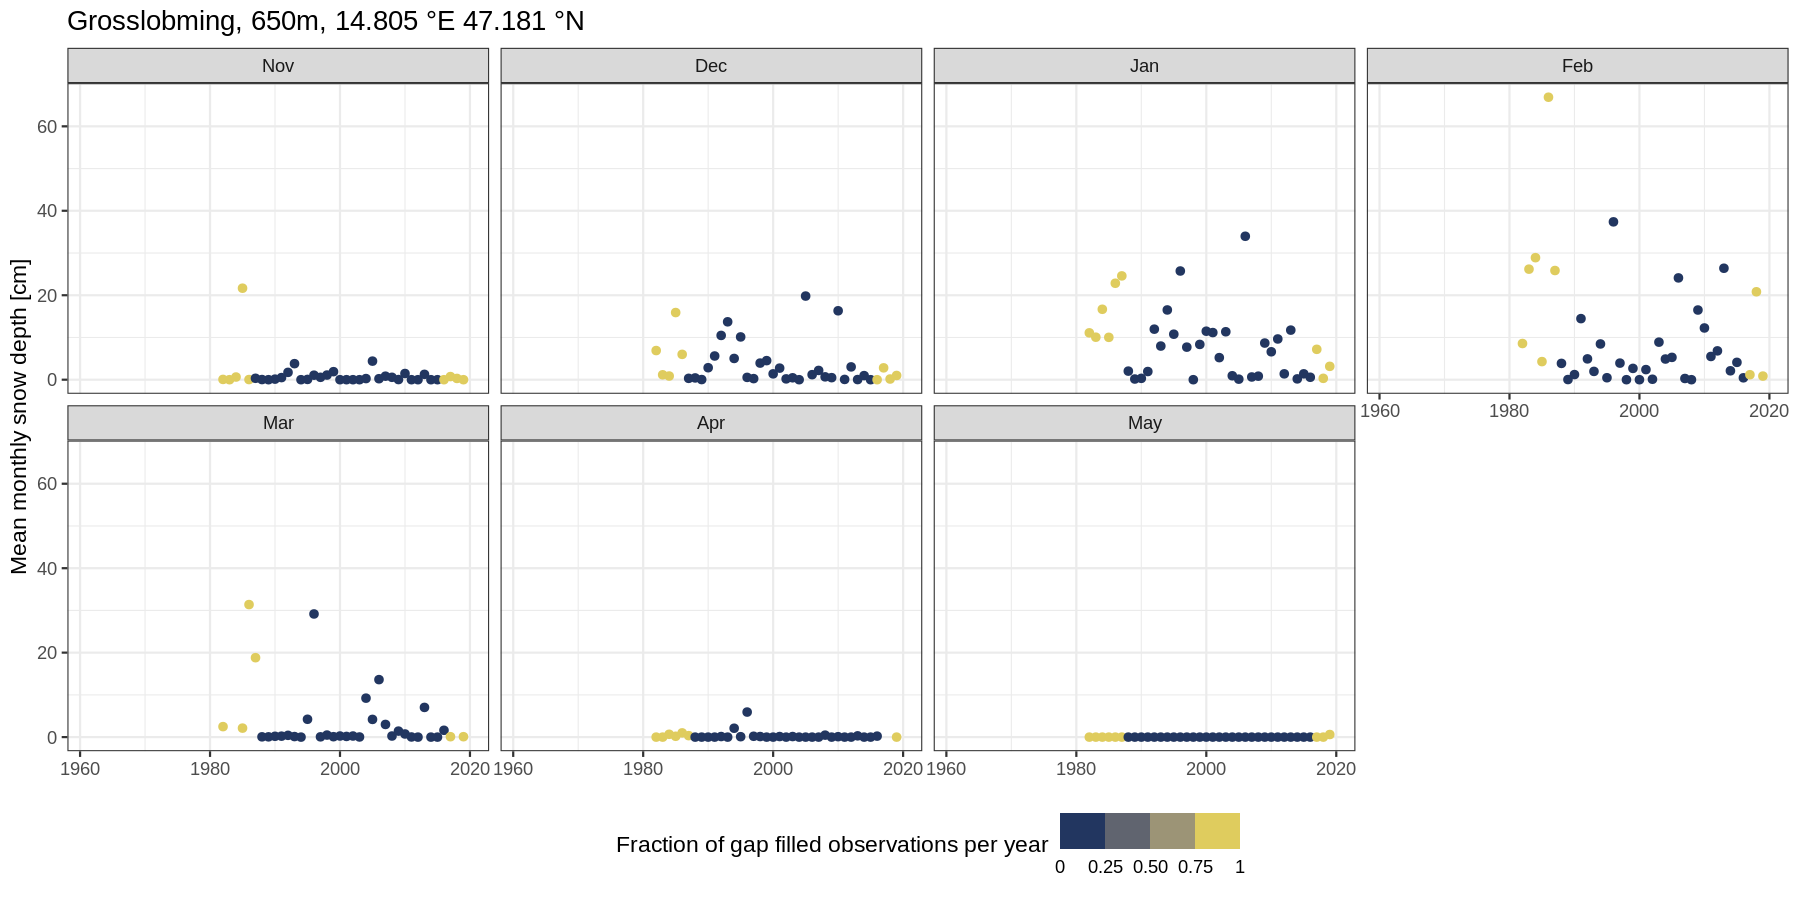 Grosslobming, 650m, 14.805 °E 47.181 °N
Nov
Dec
Jan
Feb
Mean monthly snow depth [cm]
60
40
20
0
1960 1980 2000 2020
Mar
Apr
May
60
40
20
0
1960 1980 2000 2020 1960 1980 2000 2020 1960 1980 2000 2020
Fraction of gap filled observations per year
0 0.25 0.50 0.75 1